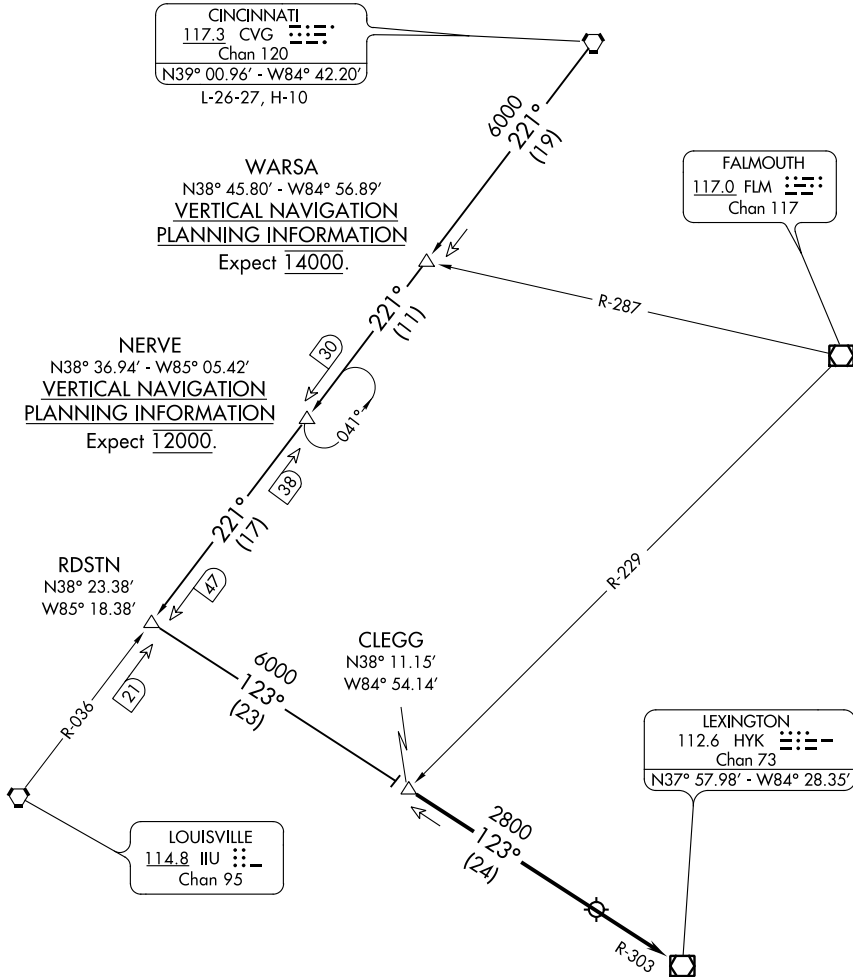 CINCINNATI
117.3 CVG
Chan 120
N39° 00.96' - W84° 42.20'
L-26-27, H-10
6000
221°
(19)
WARSA
N38° 45.80' - W84° 56.89'
VERTICAL NAVIGATION
PLANNING INFORMATION
Expect 14000.
FALMOUTH
117.0 FLM
Chan 117
R-287
221°
(11)
NERVE
N38° 36.94' - W85° 05.42'
VERTICAL NAVIGATION
PLANNING INFORMATION
Expect 12000.
30
041°
38
221°
(17)
RDSTN
N38° 23.38'
W85° 18.38'
47
R-229
21
R-036
6000
123°
(23)
CLEGG
N38° 11.15'
W84° 54.14'
LEXINGTON
112.6 HYK
Chan 73
N37° 57.98' - W84° 28.35'
LOUISVILLE
114.8 IIU
Chan 95
2800
123°
(24)
R-303